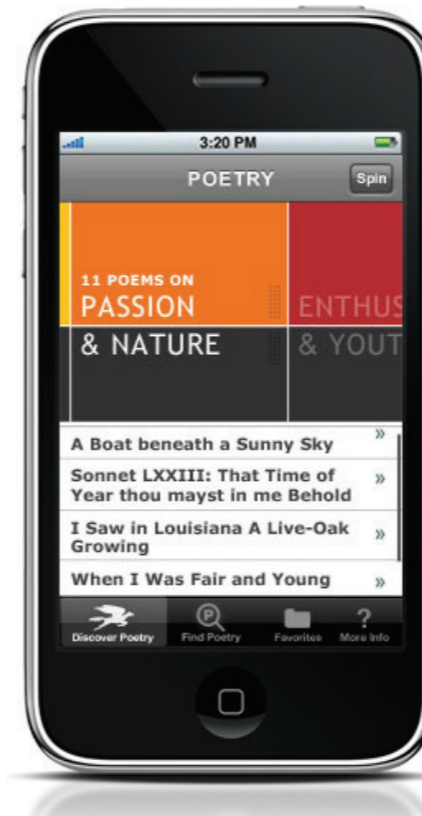 3:20 PM
POETRY
Spin
11 POEMS ON
PASSION
ENTHUS
& NATURE
& YOUT
A Boat beneath a Sunny Sky »
Sonnet LXXIII: That Time of
Year thou mayst in me Behold »
I Saw in Louisiana A Live-Oak
Growing »
When I Was Fair and Young »
Discover Poetry
P
Find Poetry
Favorites
?
More Info